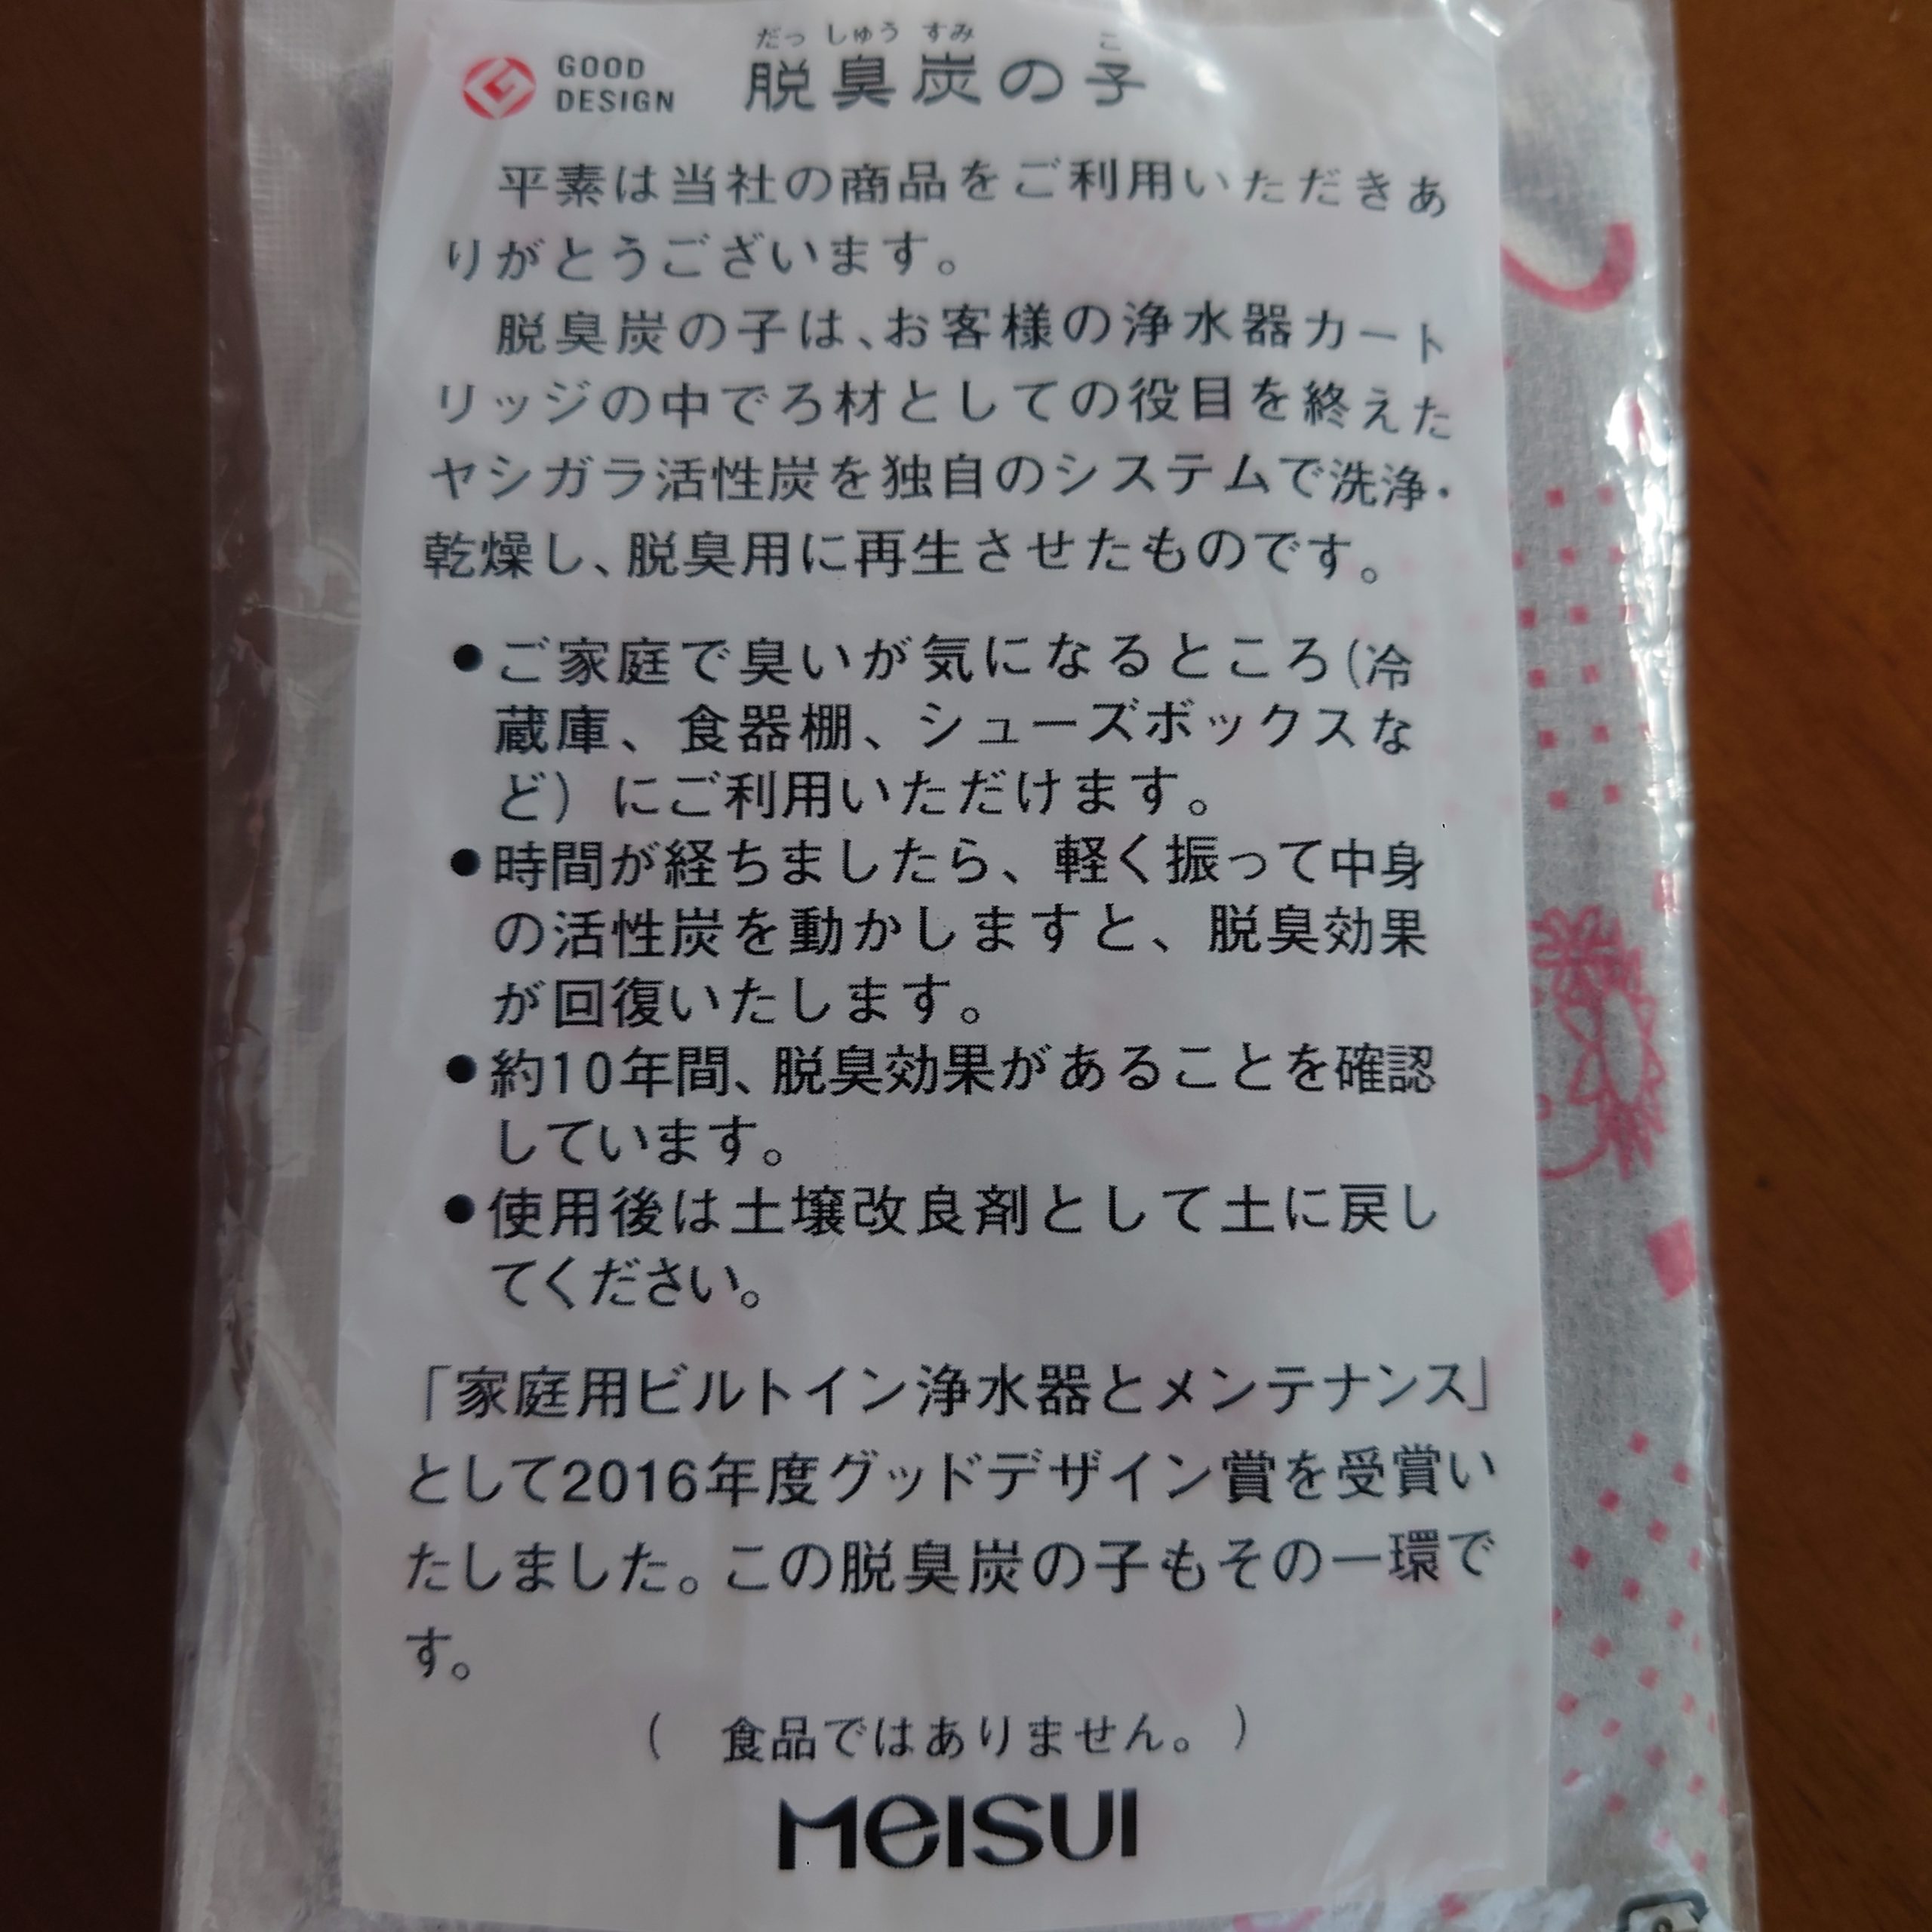 だっしゅうすみ こ
GOOD DESIGN 脱臭炭の子
平素は当社の商品をご利用いただきあ
りがとうございます。
脱臭炭の子は、お客様の浄水器カート
リッジの中でろ材としての役目を終えた
ヤシガラ活性炭を独自のシステムで洗浄・
乾燥し、脱臭用に再生させたものです。
●ご家庭で臭いが気になるところ（冷
蔵庫、食器棚、シューズボックスな
ど）にご利用いただけます。
●時間が経ちましたら、軽く振って中身
の活性炭を動かしますと、脱臭効果
が回復いたします。
●約10年間、脱臭効果があることを確認
しています。
●使用後は土壌改良剤として土に戻し
てください。
「家庭用ビルトイン浄水器とメンテナンス」
として2016年度グッドデザイン賞を受賞い
たしました。この脱臭炭の子もその一環で
す。
（ 食品ではありません。）
MeISUI